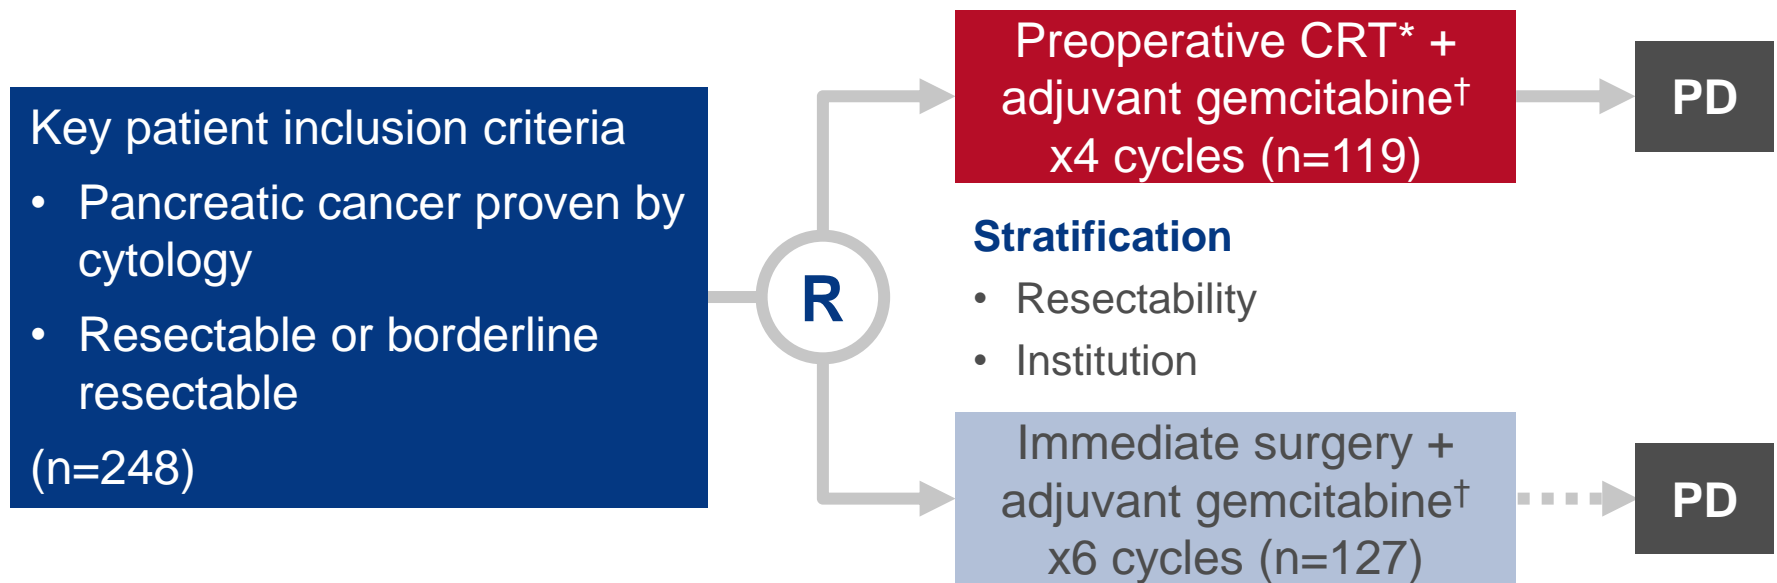 Key patient inclusion criteria
• Pancreatic cancer proven by
cytology
• Resectable or borderline
resectable
(n=248)
R
Preoperative CRT* +
adjuvant gemcitabine†
x4 cycles (n=119)
PD
Stratification
• Resectability
• Institution
Immediate surgery +
adjuvant gemcitabine†
x6 cycles (n=127)
PD